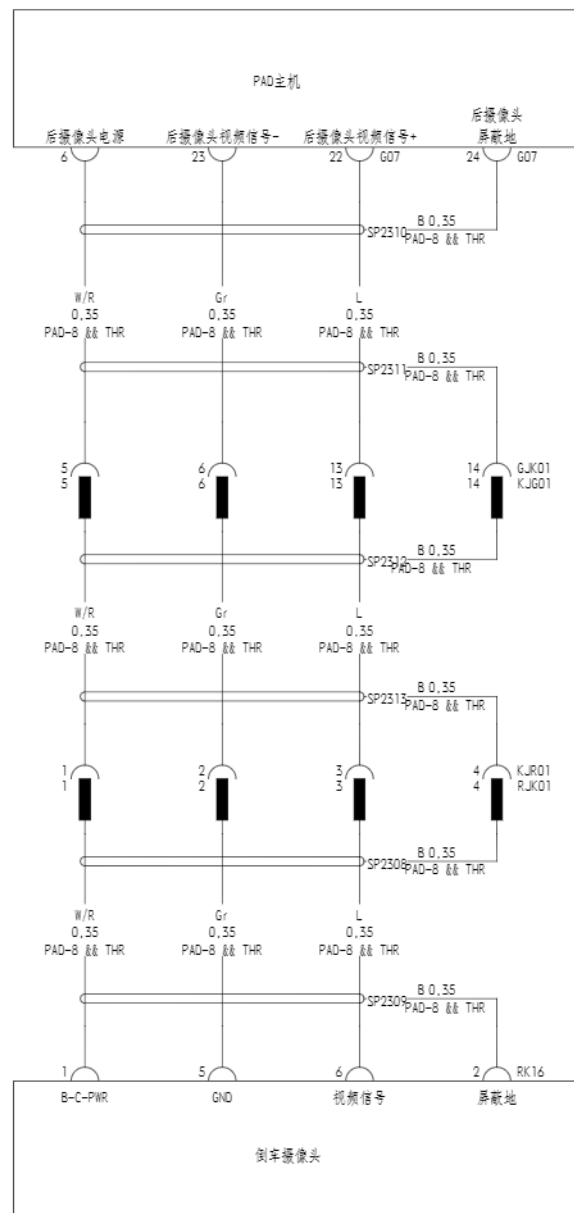 PAD主机
后摄像头电源 后摄像头视频信号- 后摄像头视频信号+ 后摄像头
屏蔽地
6 23 22 G07 24 G07
B 0,35
SP2310 PAD-8 && THR
W/R Gr L
0,35 0,35 0,35
PAD-8 && THR PAD-8 && THR PAD-8 && THR
B 0,35
SP2311 PAD-8 && THR
5 6 13 14 GJK01
5 6 13 14 KJG01
B 0,35
SP2312 PAD-8 && THR
W/R Gr L
0,35 0,35 0,35
PAD-8 && THR PAD-8 && THR PAD-8 && THR
B 0,35
SP2313 PAD-8 && THR
1 2 3 4 KJR01
1 2 3 4 RJK01
B 0,35
SP2308 PAD-8 && THR
W/R Gr L
0,35 0,35 0,35
PAD-8 && THR PAD-8 && THR PAD-8 && THR
B 0,35
SP2309 PAD-8 && THR
1 5 6 2 RK16
B-C-PWR GND 视频信号 屏蔽地
倒车摄像头